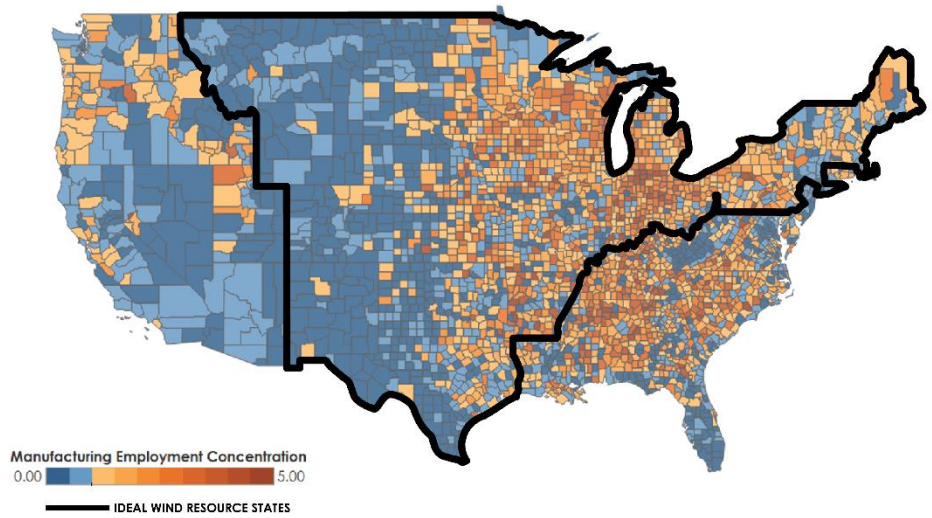 Manufacturing Employment Concentration
0.00 5.00
IDEAL WIND RESOURCE STATES